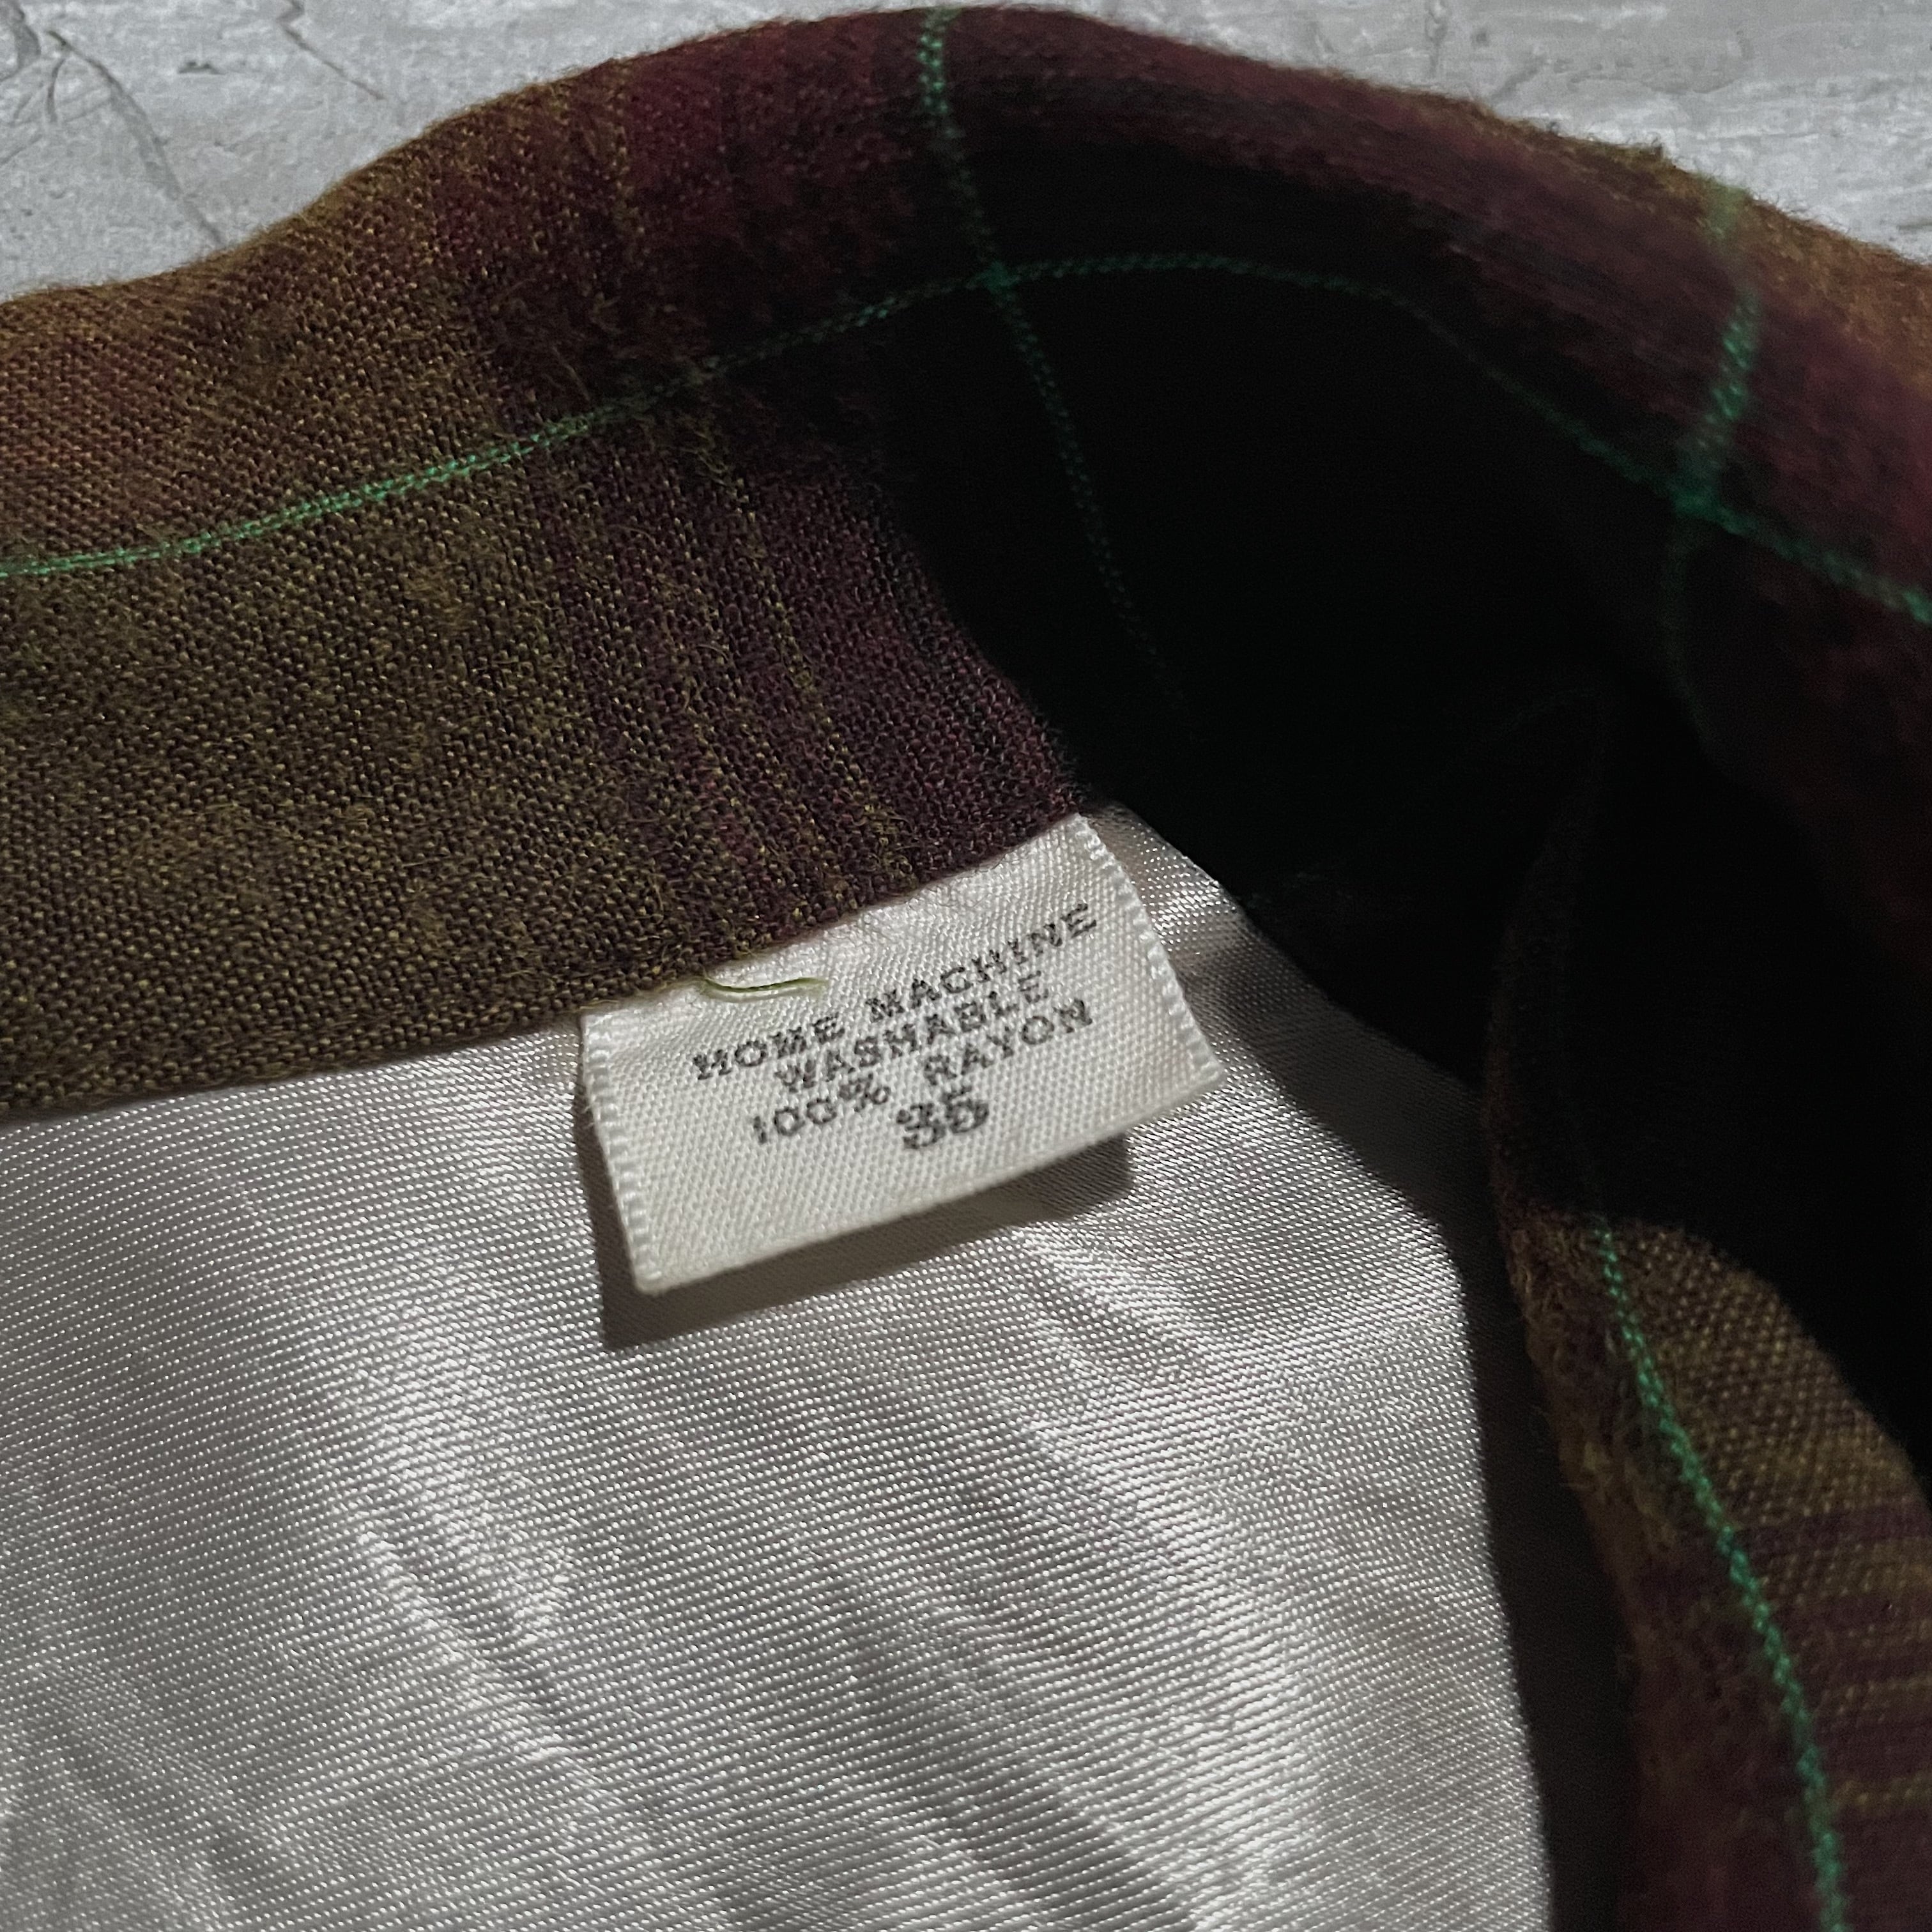 HOME MACHINE
WASHABLE
100% RAYON
35